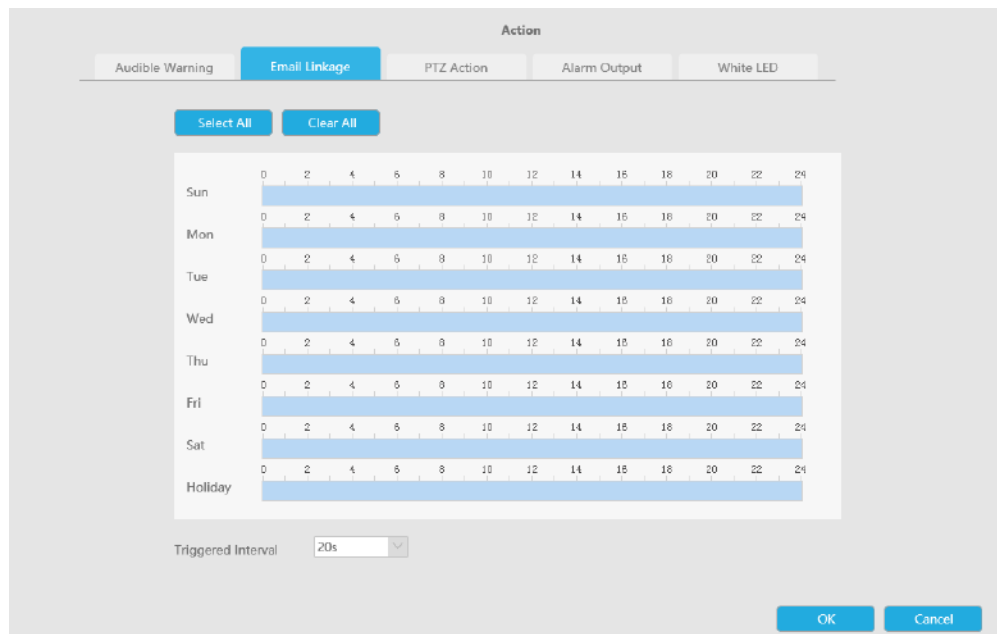 Action
Audible Warning Email Linkage PTZ Action Alarm Output White LED
Select All Clear All
0 2 4 6 8 10 12 14 16 18 20 22 24
Sun
0 2 4 6 8 10 12 14 16 18 20 22 24
Mon
0 2 4 6 8 10 12 14 16 18 20 22 24
Tue
0 2 4 6 8 10 12 14 16 18 20 22 24
Wed
0 2 4 6 8 10 12 14 16 18 20 22 24
Thu
0 2 4 6 8 10 12 14 16 18 20 22 24
Fri
0 2 4 6 8 10 12 14 16 18 20 22 24
Sat
0 2 4 6 8 10 12 14 16 18 20 22 24
Holiday
Triggered Interval 20s
OK Cancel